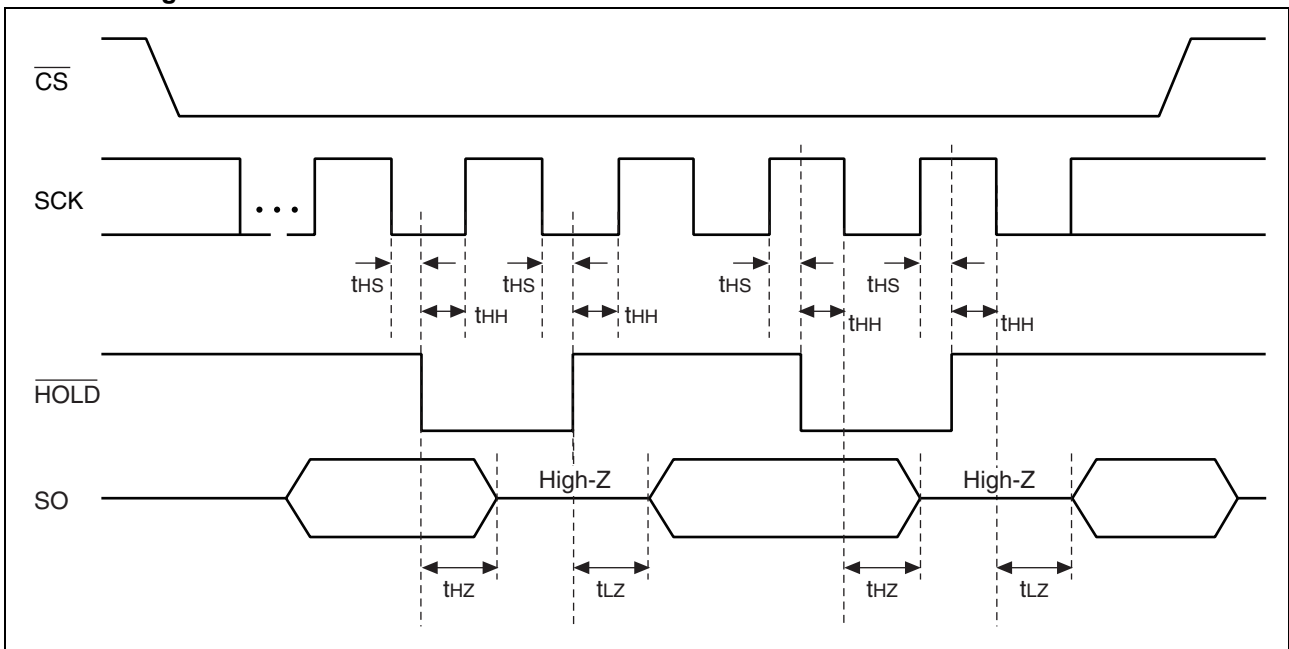 CS
SCK
tHS tHS tHS tHS
tHH tHH tHH tHH
HOLD
High-Z High-Z
SO
tHZ tLZ tHZ tLZ